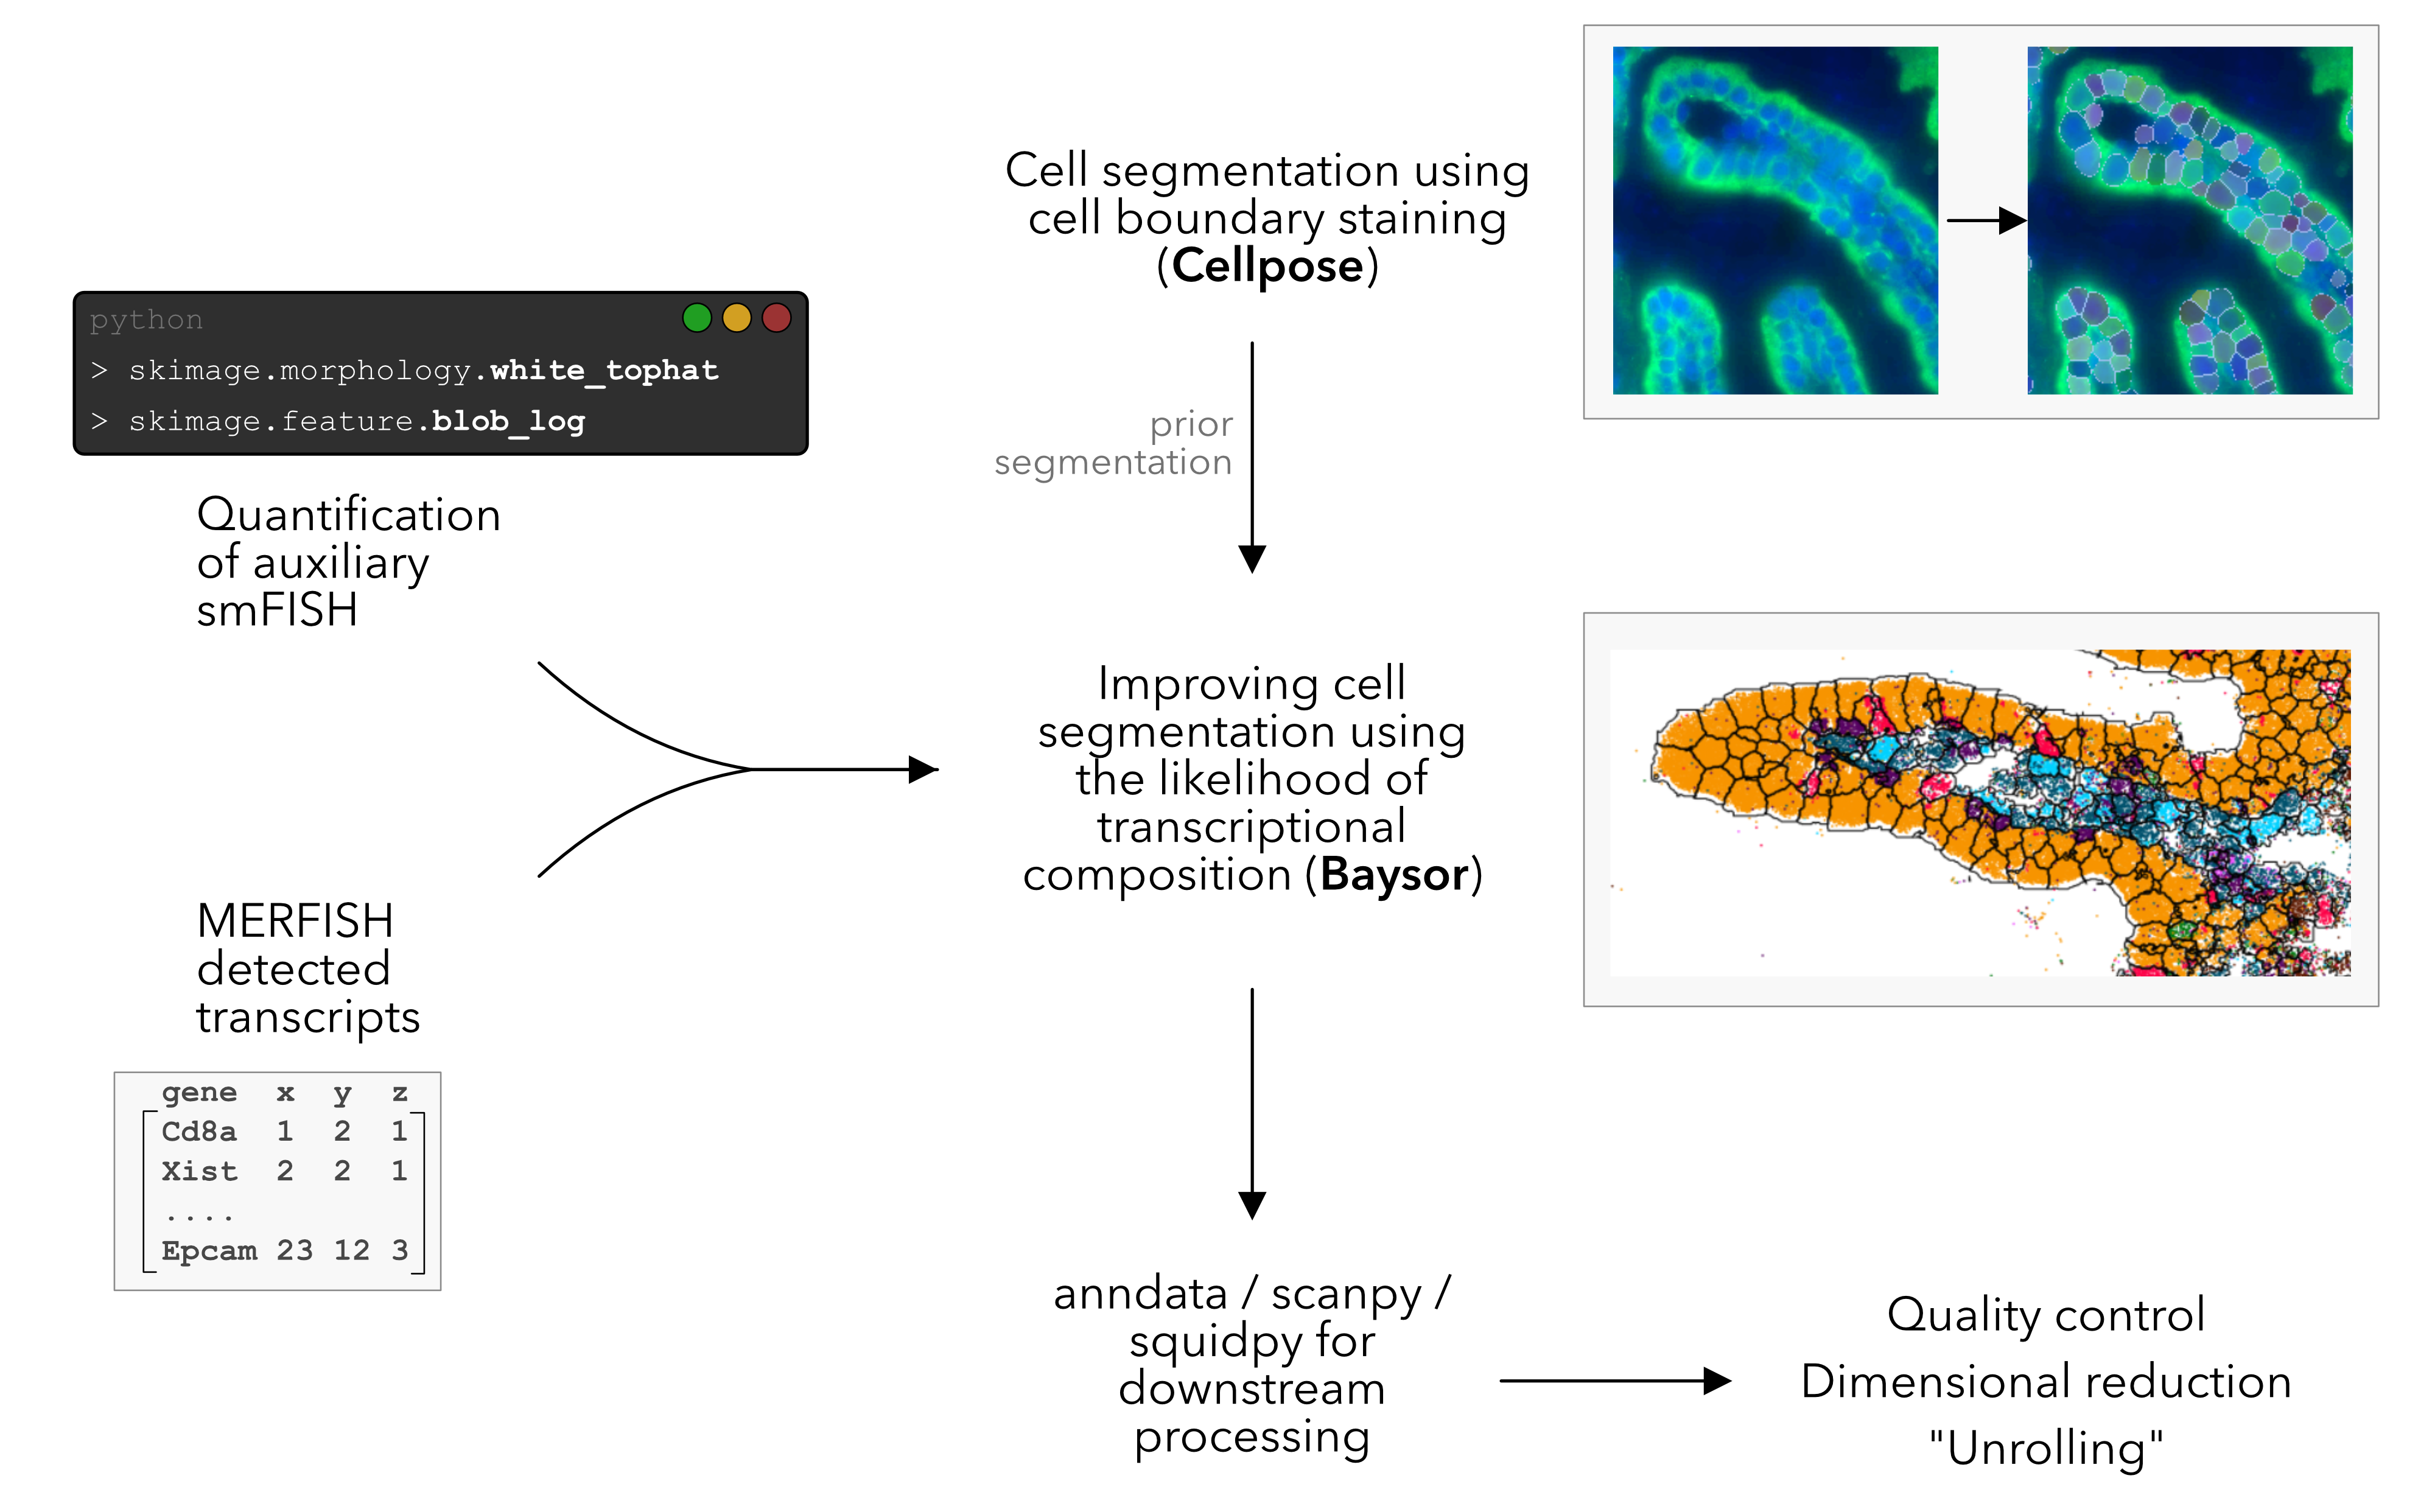 Cell segmentation using
cell boundary staining
(Cellpose)
python
> skimage.morphology.white_tophat
> skimage.feature.blob_log
prior
segmentation
Quantification
of auxiliary
smFISH
Improving cell
segmentation using
the likelihood of
transcriptional
composition (Baysor)
MERFISH
detected
transcripts
gene x y z
Cd8a 1 2 1
Xist 2 2 1
....
Epcam 23 12 3
anndata / scanpy /
squidpy for
downstream
processing
Quality control
Dimensional reduction
"Unrolling"